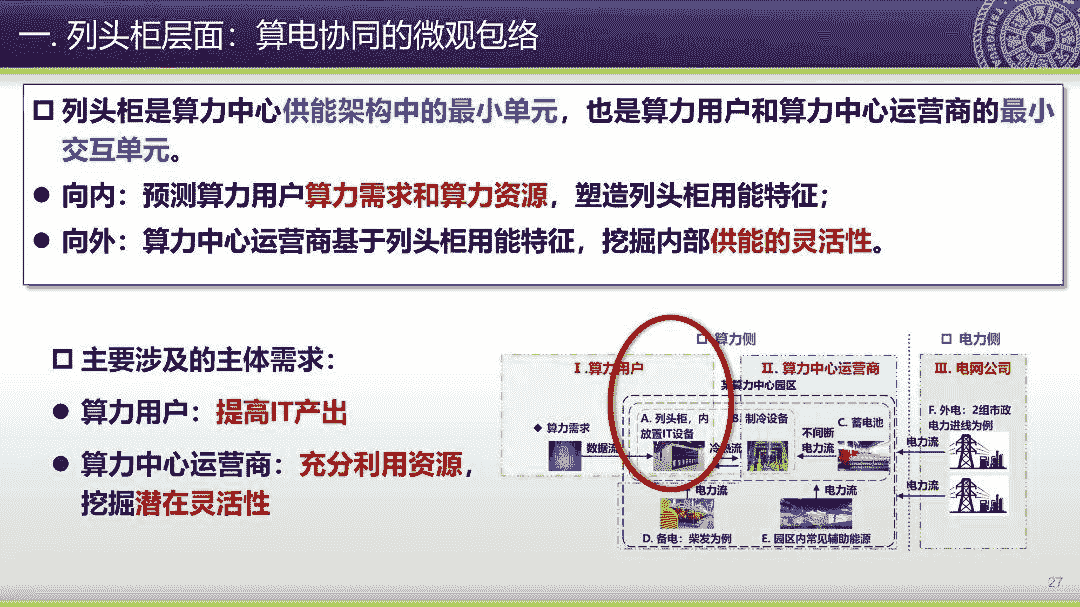 一. 列头柜层面：算电协同的微观包络
列头柜是算力中心供能架构中的最小单元，也是算力用户和算力中心运营商的最小
交互单元。
向内：预测算力用户算力需求和算力资源，塑造列头柜用能特征；
向外：算力中心运营商基于列头柜用能特征，挖掘内部供能的灵活性。
主要涉及的主体需求：
算力用户：提高IT产出
算力中心运营商：充分利用资源，
挖掘潜在灵活性
算力侧
电力侧
Ⅰ.算力用户
Ⅱ. 算力中心运营商
Ⅲ. 电网公司
某算力中心园区
算力需求
数据流
A. 列头柜，内
放置IT设备
冷热流
B. 制冷设备
不间断
电力流
C. 蓄电池
电力流
F. 外电：2组市政
电力进线为例
电力流
电力流
电力流
D. 备电：柴发为例
E. 园区内常见辅助能源
27